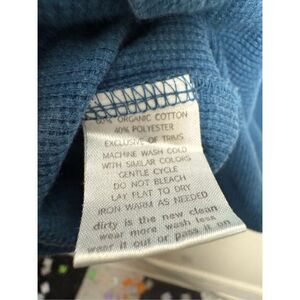 60% ORGANIC COTTON
40% POLYESTER
EXCLUSIVE OF TRIMS
MACHINE WASH COLD
WITH SIMILAR COLORS
GENTLE CYCLE
DO NOT BLEACH
LAY FLAT TO DRY
IRON WARM AS NEEDED
dirty is the new clean
wear more wash less
wear it out or pass it on